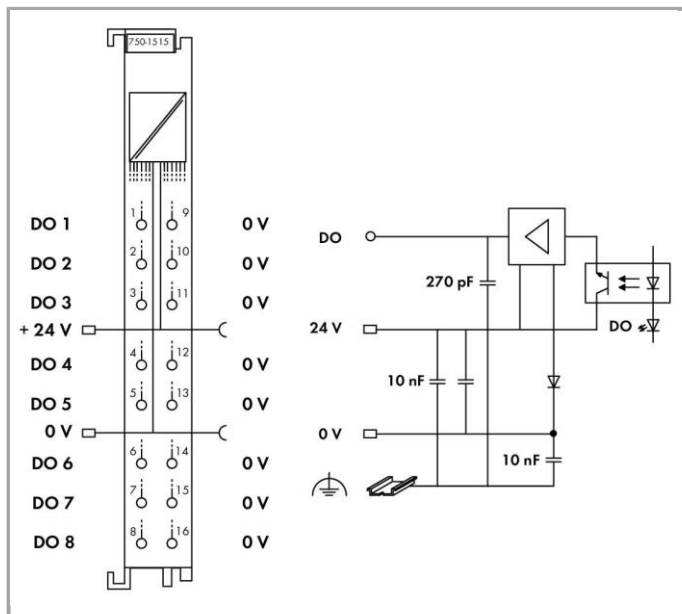 750-1515
DO 1
1
9
0 V
DO 2
2
10
0 V
DO 3
3
11
0 V
+ 24 V
DO 4
4
12
0 V
DO 5
5
13
0 V
0 V
DO 6
6
14
0 V
DO 7
7
15
0 V
DO 8
8
16
0 V
DO
270 pF
24 V
DO
10 nF
0 V
10 nF